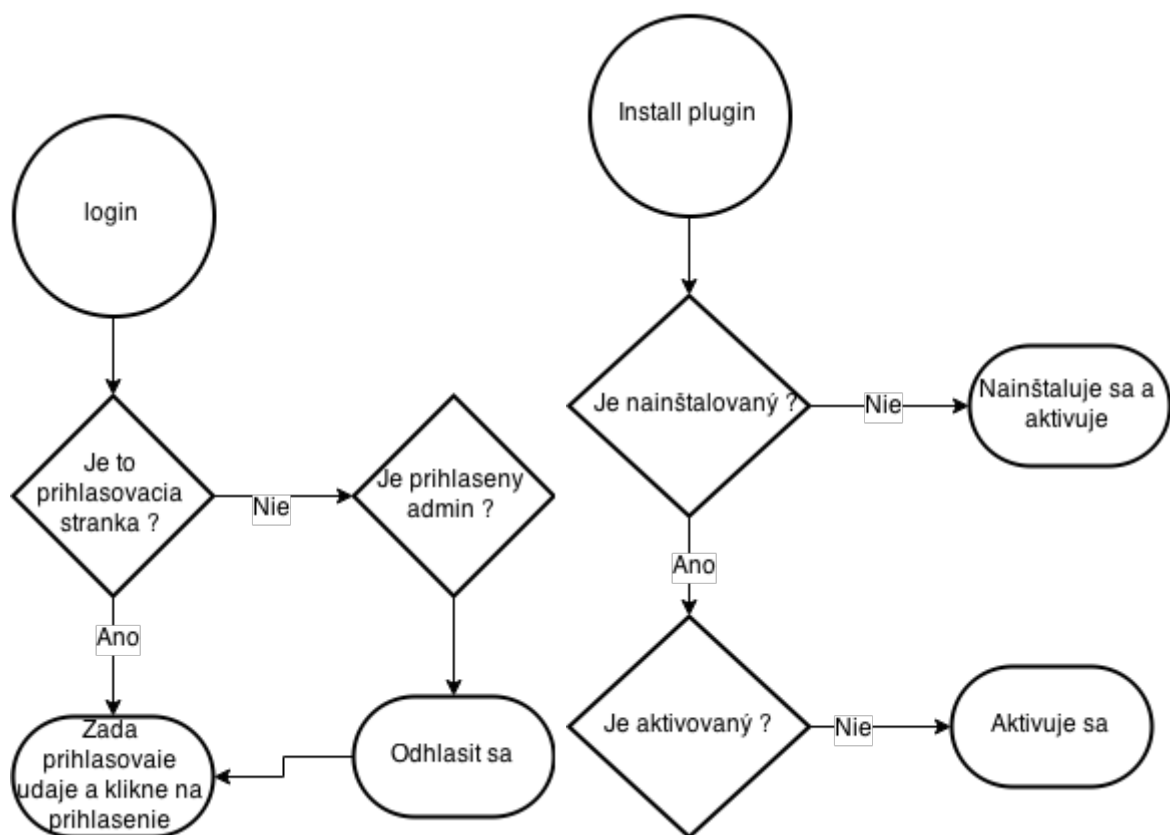 login
Je to
prihlasovacia
stranka ?
Nie
Je prihlaseny
admin ?
Ano
Zada
prihlasovaie
udaje a klikne na
prihlasenie
Odhlasit sa
Install plugin
Je nainštalovaný ?
Nie
Nainštaluje sa a
aktivuje
Ano
Je aktivovaný ?
Nie
Aktivuje sa